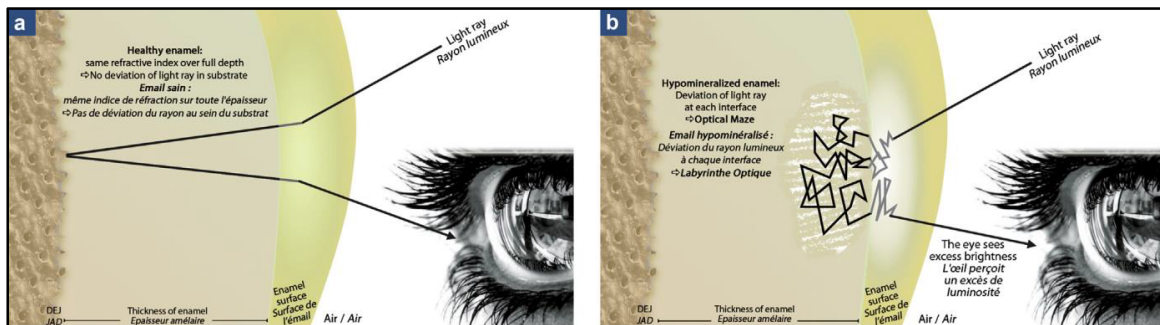 a
Healthy enamel:
same refractive index over full depth
⇨No deviation of light ray in substrate
Email sain :
même indice de réfraction sur toute l'épaisseur
⇨Pas de déviation du rayon au sein du substrat
Light ray
Rayon lumineux
DEJ
JAD
Thickness of enamel
Epaisseur amélaire
Enamel
surface
Surface de
l'émail
Air / Air
b
Hypomineralized enamel:
Deviation of light ray
at each interface
⇨Optical Maze
Email hypominéralisé :
Déviation du rayon lumineux
à chaque interface
⇨Labyrinthe Optique
Light ray
Rayon lumineux
The eye sees
excess brightness
L'œil perçoit
un excés de
luminosité
DEJ
JAD
Thickness of enamel
Epaisseur amélaire
Enamel
surface
Surface de
l'émail
Air / Air